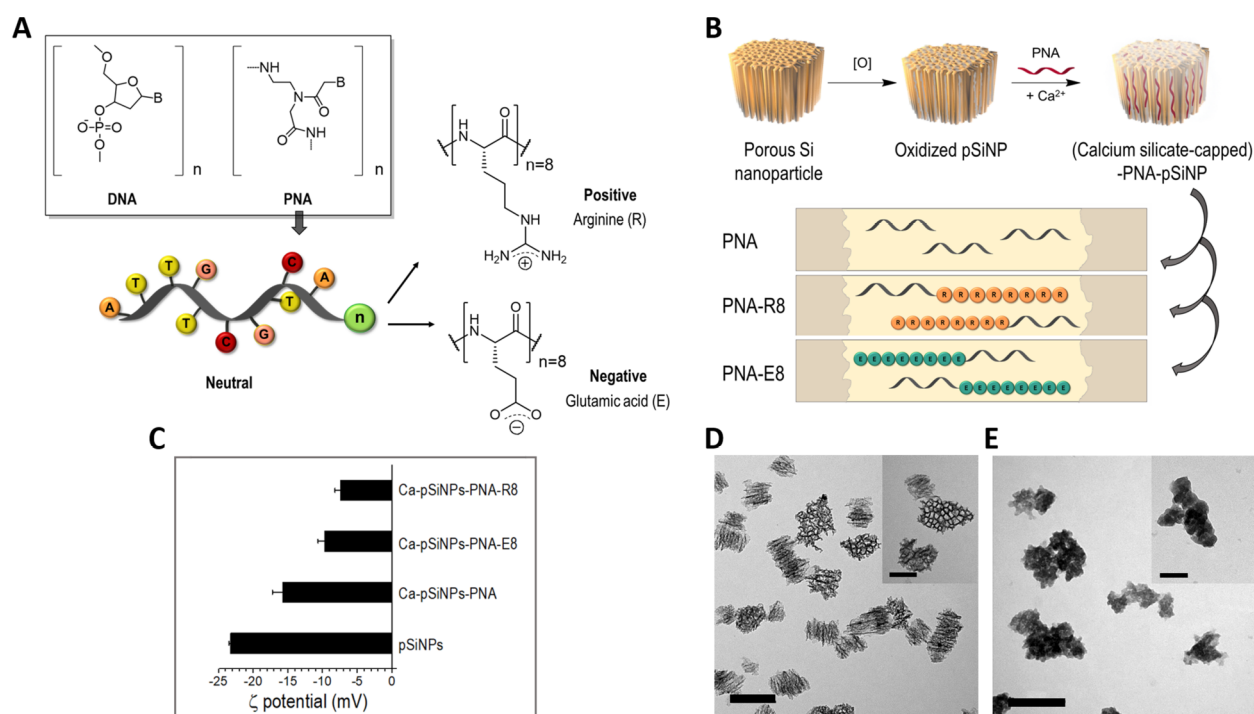 A
O
O
B
O
O⁻
P
O
O
n
DNA
NH
B
N
O
O
NH
n
PNA
A
T
T
T
G
C
G
C
T
A
n
Neutral
H
N
O
n=8
NH
H₂N
NH₂
+
Positive
Arginine (R)
H
N
O
n=8
O
O
−
Negative
Glutamic acid (E)
B
[O]
PNA
+ Ca²⁺
Porous Si
nanoparticle
Oxidized pSiNP
(Calcium silicate-capped)
-PNA-pSiNP
PNA
PNA-R8
R R R R R R R R
R R R R R R R R
PNA-E8
E E E E E E E E
E E E E E E E E
C
Ca-pSiNPs-PNA-R8
Ca-pSiNPs-PNA-E8
Ca-pSiNPs-PNA
pSiNPs
-25 -20 -15 -10 -5 0
ζ potential (mV)
D
E